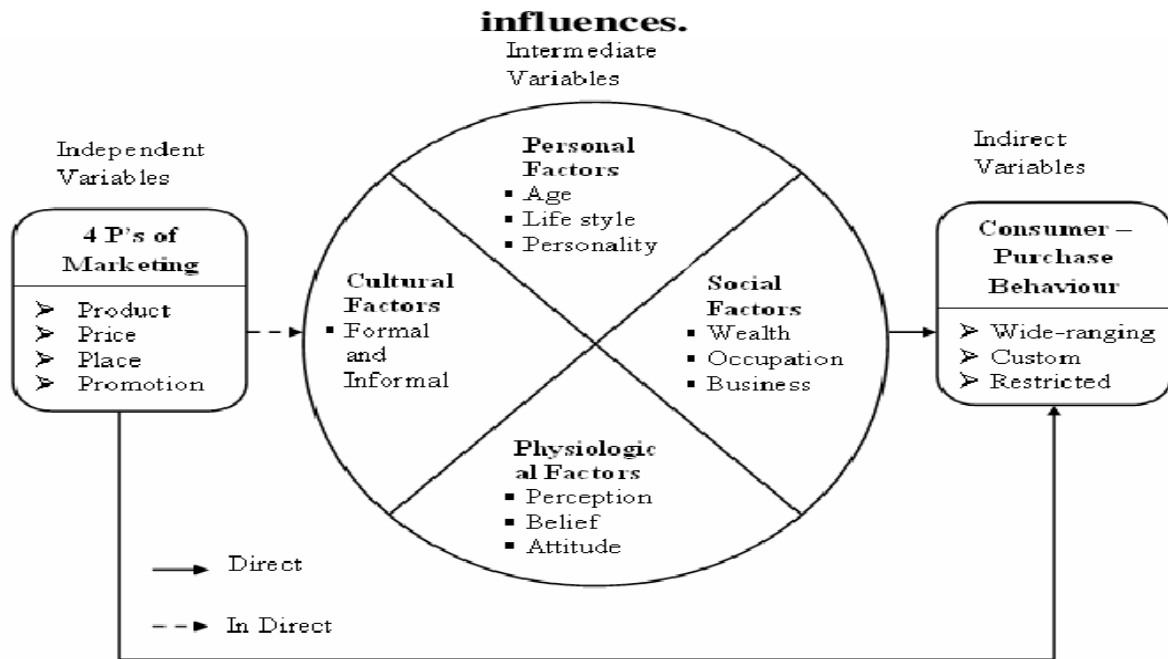 influences.
Intermediate
Variables
Independent
Variables
Indirect
Variables
4 P's of
Marketing
➢ Product
➢ Price
➢ Place
➢ Promotion
Personal
Factors
▪ Age
▪ Life style
▪ Personality
Cultural
Factors
▪ Formal
and
Informal
Social
Factors
▪ Wealth
▪ Occupation
▪ Business
Physiologic
al Factors
▪ Perception
▪ Belief
▪ Attitude
Consumer –
Purchase
Behaviour
➢ Wide-ranging
➢ Custom
➢ Restricted
Direct
In Direct